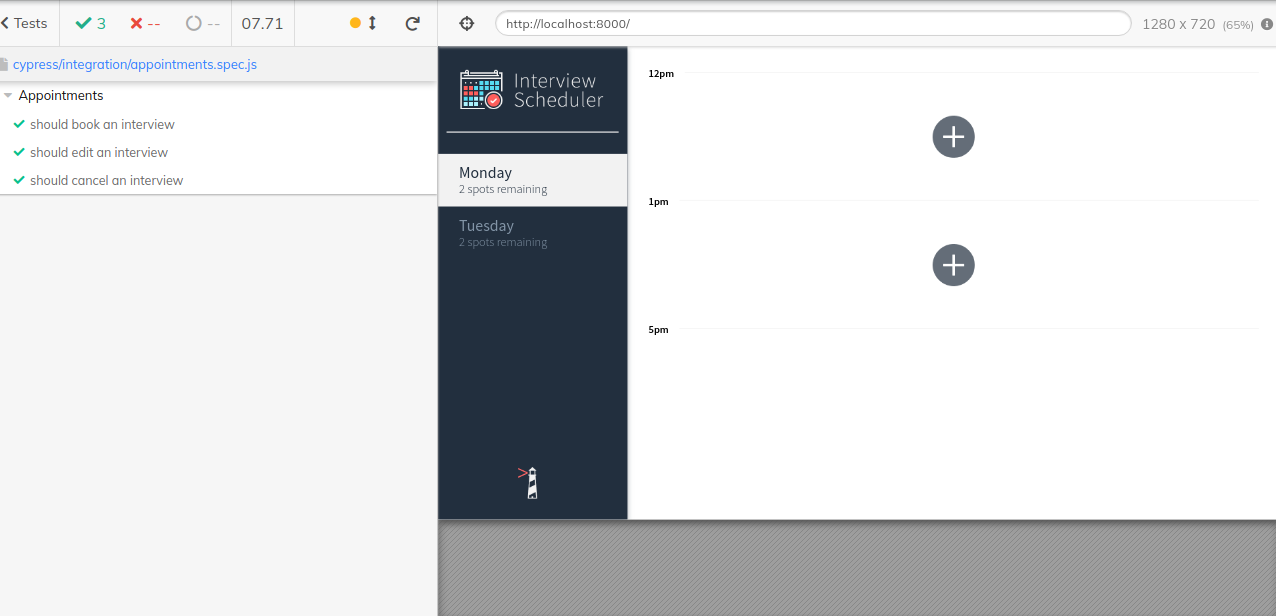 Tests 3 -- -- 07.71 http://localhost:8000/ 1280 x 720 (65%)
cypress/integration/appointments.spec.js
Appointments
should book an interview
should edit an interview
should cancel an interview
Interview
Scheduler
Monday
2 spots remaining
Tuesday
2 spots remaining
12pm
1pm
5pm